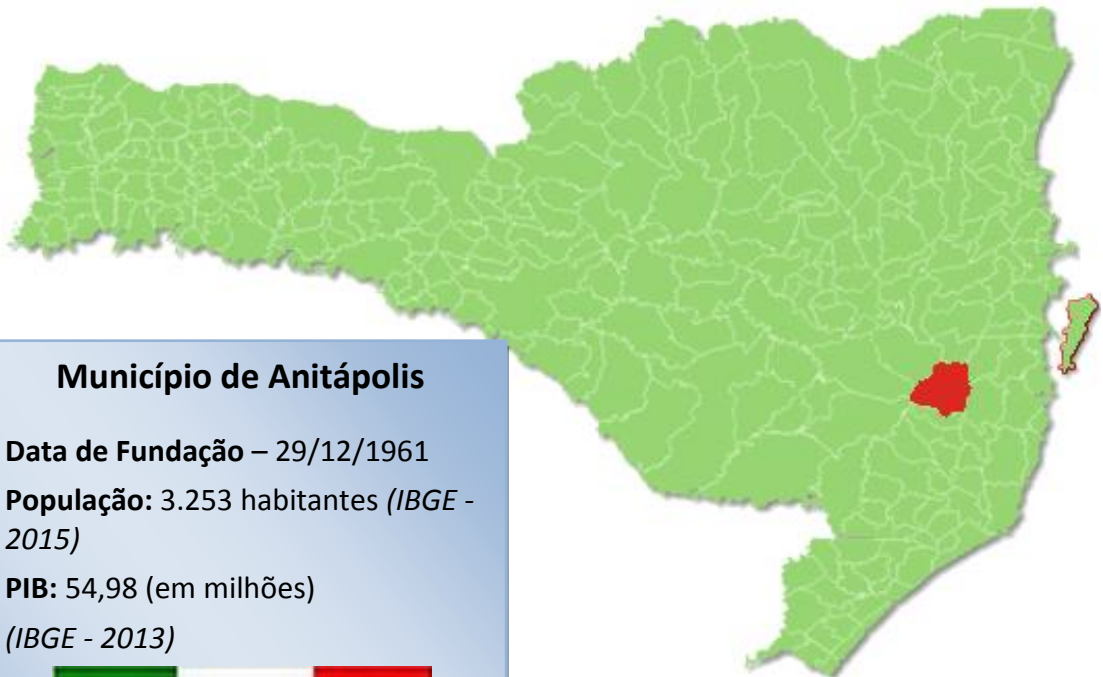 Município de Anitápolis
Data de Fundação – 29/12/1961
População: 3.253 habitantes (IBGE -
2015)
PIB: 54,98 (em milhões)
(IBGE - 2013)